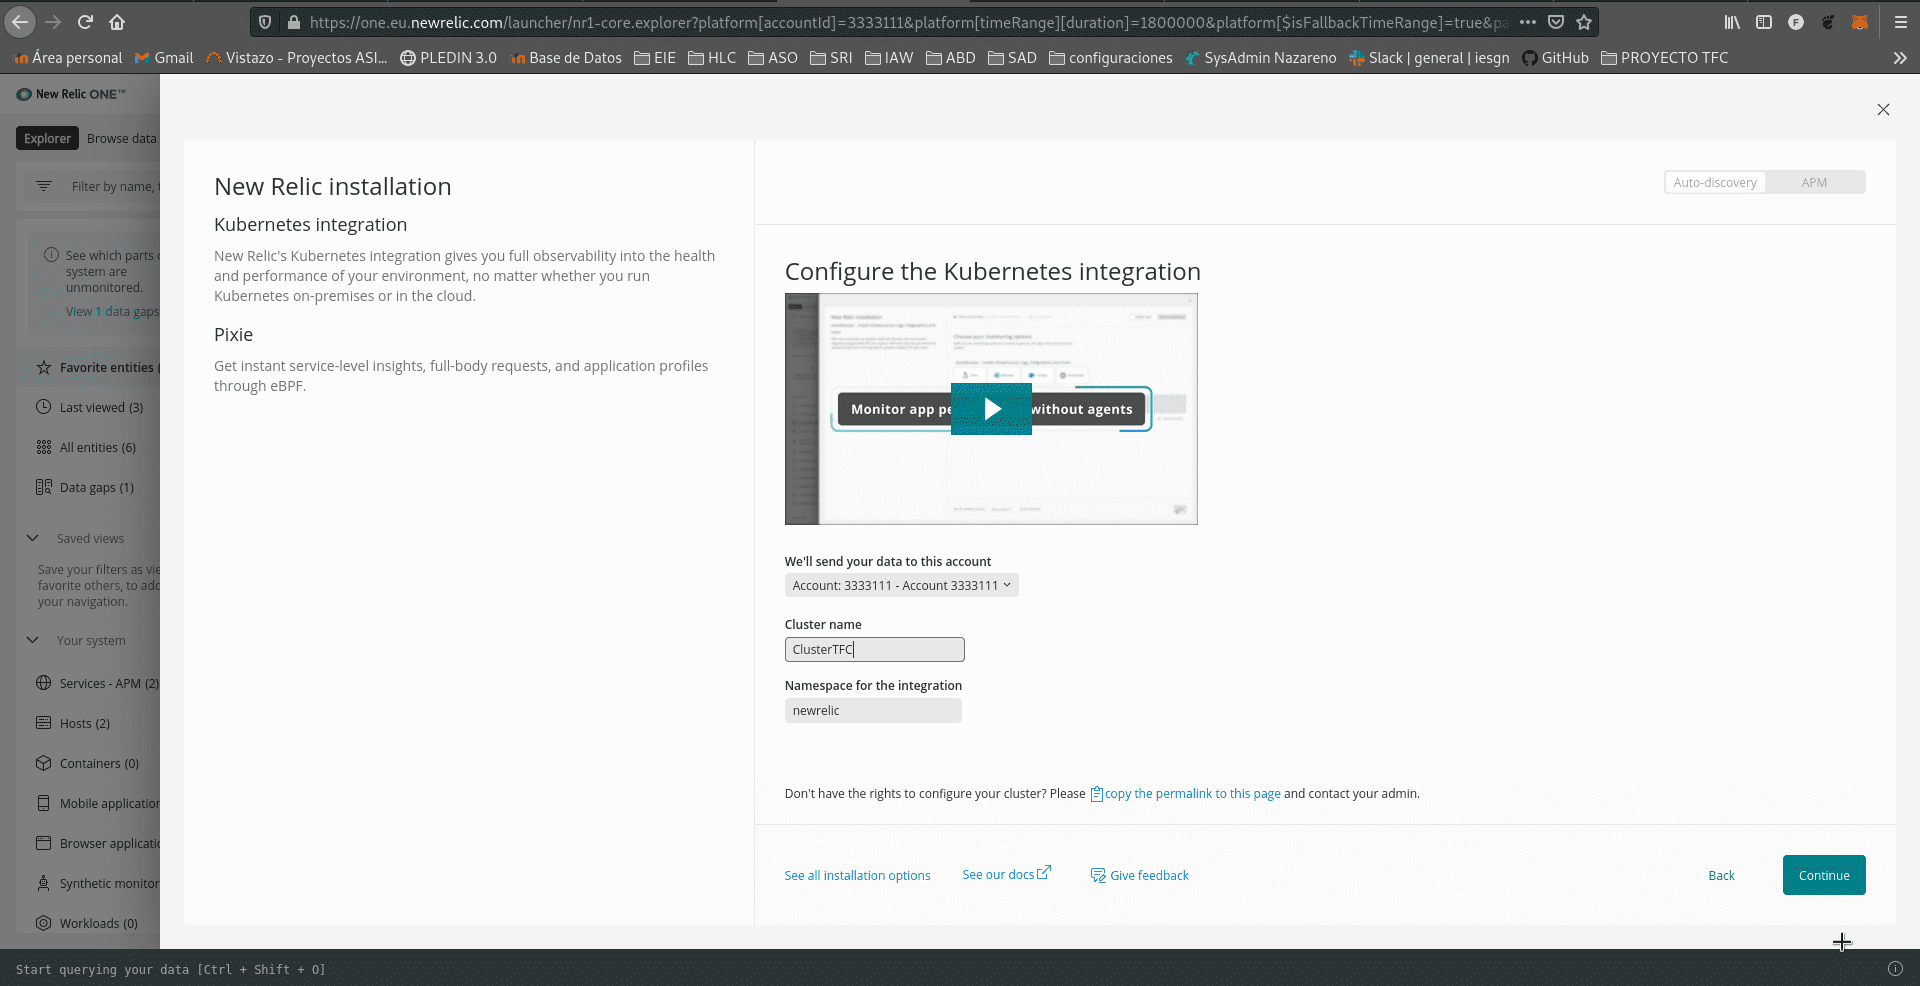 https://one.eu.newrelic.com/launcher/nr1-core.explorer?platform[accountId]=3333111&platform[timeRange][duration]=1800000&platform[$isFallbackTimeRange]=true&pa
Área personal Gmail Vistazo - Proyectos ASI... PLEDIN 3.0 Base de Datos EIE HLC ASO SRI IAW ABD SAD configuraciones SysAdmin Nazareno Slack | general | iesgn GitHub PROYECTO TFC
New Relic ONE™
Explorer Browse data
Filter by name,
See which parts
system are
unmonitored.
View 1 data gaps
Favorite entities (
Last viewed (3)
All entities (6)
Data gaps (1)
Saved views
Save your filters as vie
favorite others, to add
your navigation.
Your system
Services - APM (2)
Hosts (2)
Containers (0)
Mobile application
Browser applicatic
Synthetic monitor
Workloads (0)
New Relic installation
Kubernetes integration
New Relic's Kubernetes integration gives you full observability into the health
and performance of your environment, no matter whether you run
Kubernetes on-premises or in the cloud.
Pixie
Get instant service-level insights, full-body requests, and application profiles
through eBPF.
Auto-discovery APM
Configure the Kubernetes integration
Monitor app pe without agents
We'll send your data to this account
Account: 3333111 - Account 3333111
Cluster name
ClusterTFC
Namespace for the integration
newrelic
Don't have the rights to configure your cluster? Please copy the permalink to this page and contact your admin.
See all installation options See our docs Give feedback Back Continue
Start querying your data [Ctrl + Shift + O]